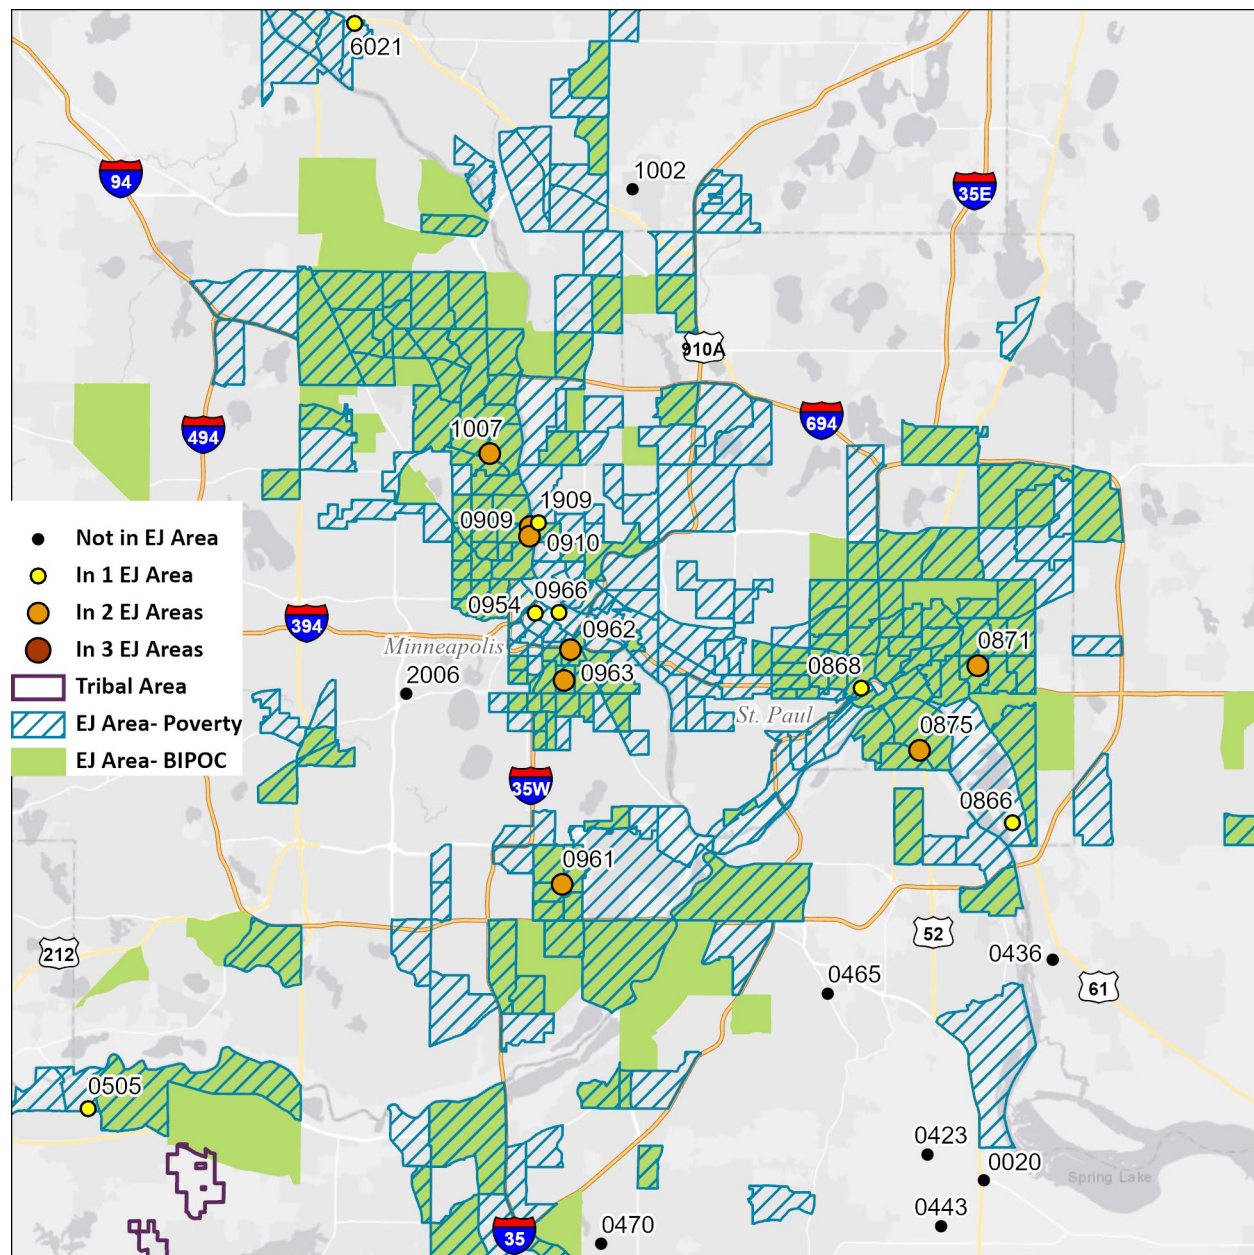 6021
1002
94
35E
910A
494
694
1007
1909
0909
0910
Not in EJ Area
In 1 EJ Area
In 2 EJ Areas
In 3 EJ Areas
Tribal Area
EJ Area- Poverty
EJ Area- BIPOC
394
0954
0966
0962
Minneapolis
0963
2006
0868
0871
St. Paul
0875
35W
0866
0961
212
52
0436
61
0465
0505
0423
0020
Spring Lake
0443
0470
35